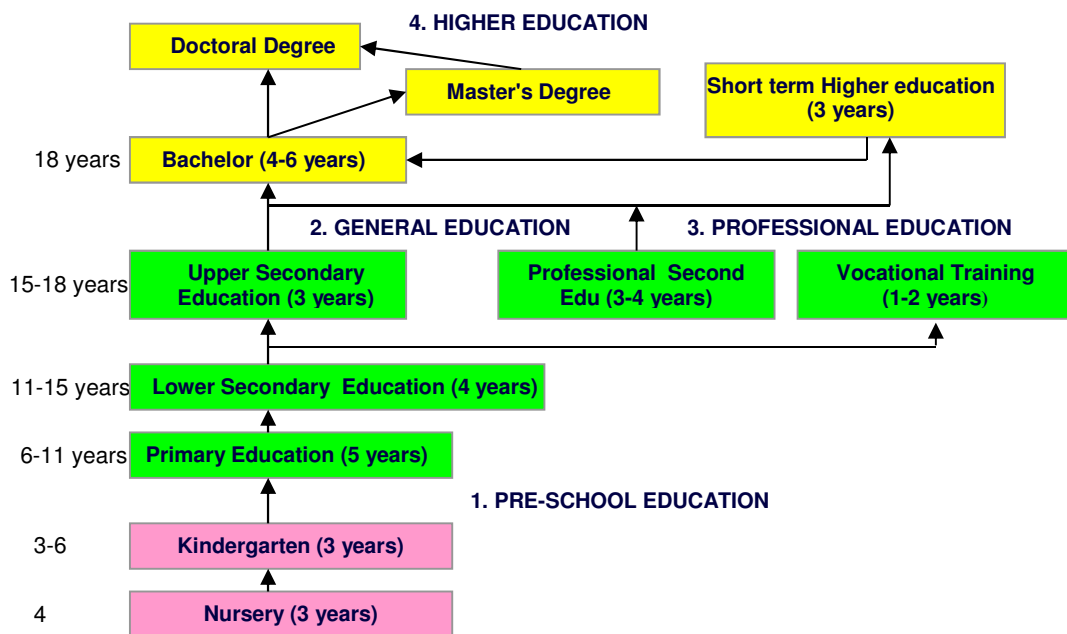 4. HIGHER EDUCATION
Doctoral Degree
Master's Degree
Short term Higher education
(3 years)
18 years
Bachelor (4-6 years)
2. GENERAL EDUCATION
3. PROFESSIONAL EDUCATION
15-18 years
Upper Secondary
Education (3 years)
Professional Second
Edu (3-4 years)
Vocational Training
(1-2 years)
11-15 years
Lower Secondary Education (4 years)
6-11 years
Primary Education (5 years)
1. PRE-SCHOOL EDUCATION
3-6
Kindergarten (3 years)
4
Nursery (3 years)